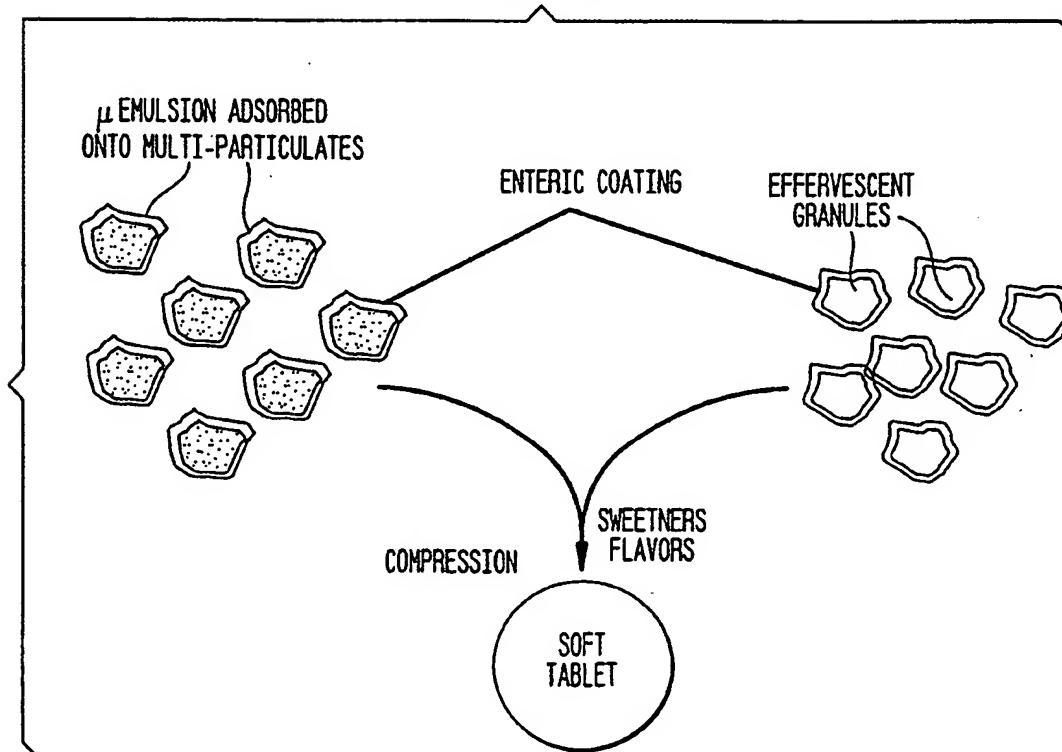 μ EMULSION ADSORBED
ONTO MULTI-PARTICULATES
ENTERIC COATING
EFFERVESCENT
GRANULES
COMPRESSION
SWEETNERS
FLAVORS
SOFT
TABLET